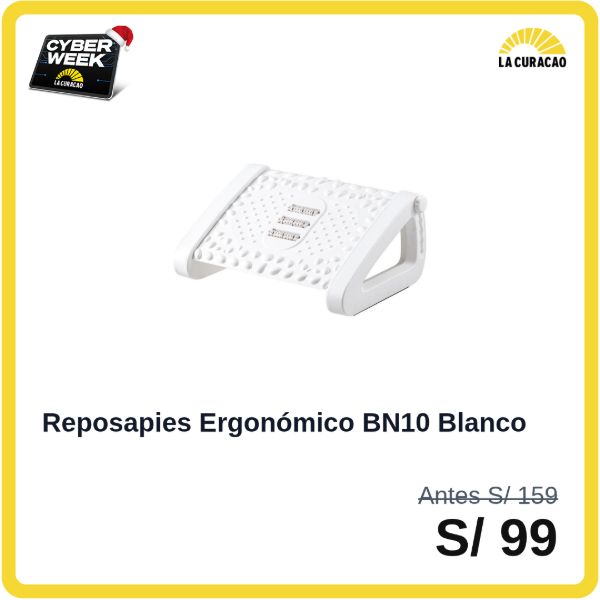 CYBER
WEEK
LA CURACAO
LA CURACAO
Reposapies Ergonómico BN10 Blanco
Antes S/ 159
S/ 99